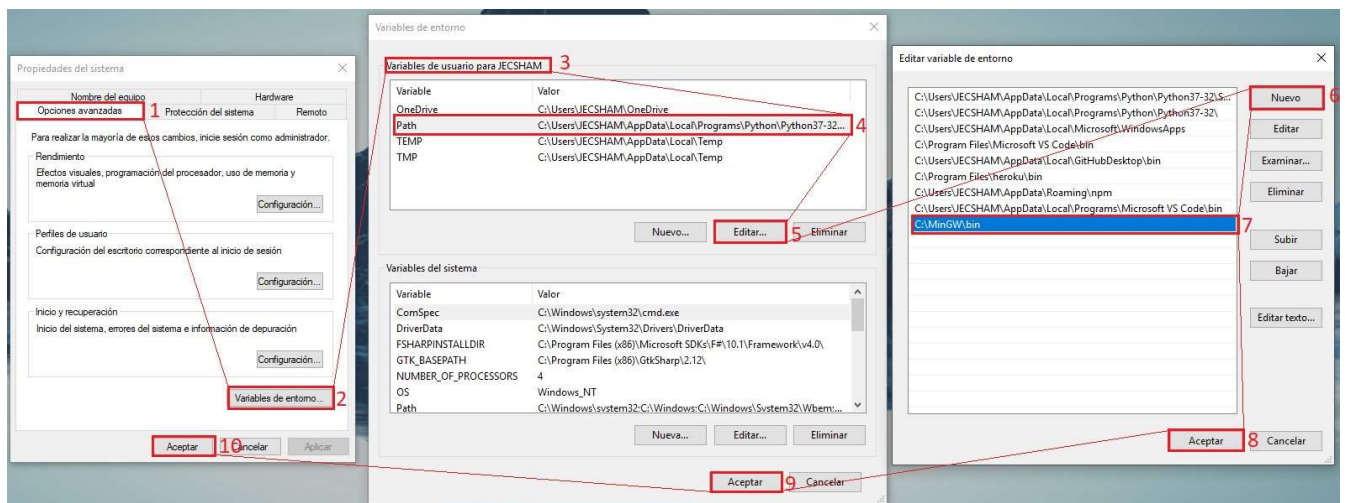 Propiedades del sistema
Nombre del equipo Hardware
Opciones avanzadas 1 Protección del sistema Remoto
Para realizar la mayoría de estos cambios, inicie sesión como administrador.
Rendimiento
Efectos visuales, programación del procesador, uso de memoria y
memoria virtual
Configuración...
Perfiles de usuario
Configuración del escritorio correspondiente al inicio de sesión
Configuración...
Inicio y recuperación
Inicio del sistema, errores del sistema e información de depuración
Configuración...
Variables de entorno... 2
Aceptar 10 Cancelar Aplicar
Variables de entorno
Variables de usuario para JECSHAM 3
Variable Valor
OneDrive C:\Users\JECSHAM\OneDrive
Path C:\Users\JECSHAM\AppData\Local\Programs\Python\Python37-32... 4
TEMP C:\Users\JECSHAM\AppData\Local\Temp
TMP C:\Users\JECSHAM\AppData\Local\Temp
Nuevo... Editar... 5 Eliminar
Variables del sistema
Variable Valor
ComSpec C:\Windows\system32\cmd.exe
DriverData C:\Windows\System32\Drivers\DriverData
FSHARPINSTALLDIR C:\Program Files (x86)\Microsoft SDKs\F#\10.1\Framework\v4.0\
GTK_BASEPATH C:\Program Files (x86)\GtkSharp\2.12\
NUMBER_OF_PROCESSORS 4
OS Windows_NT
Path C:\Windows\system32;C:\Windows;C:\Windows\System32\Wbem;...
Nueva... Editar... Eliminar
Aceptar 9 Cancelar
Editar variable de entorno
C:\Users\JECSHAM\AppData\Local\Programs\Python\Python37-32\S...
C:\Users\JECSHAM\AppData\Local\Programs\Python\Python37-32\
C:\Users\JECSHAM\AppData\Local\Microsoft\WindowsApps
C:\Program Files\Microsoft VS Code\bin
C:\Users\JECSHAM\AppData\Local\GitHubDesktop\bin
C:\Program Files\heroku\bin
C:\Users\JECSHAM\AppData\Roaming\npm
C:\Users\JECSHAM\AppData\Local\Programs\Microsoft VS Code\bin
C:\MinGW\bin 7
Nuevo 6
Editar
Examinar...
Eliminar
Subir
Bajar
Editar texto...
Aceptar 8 Cancelar